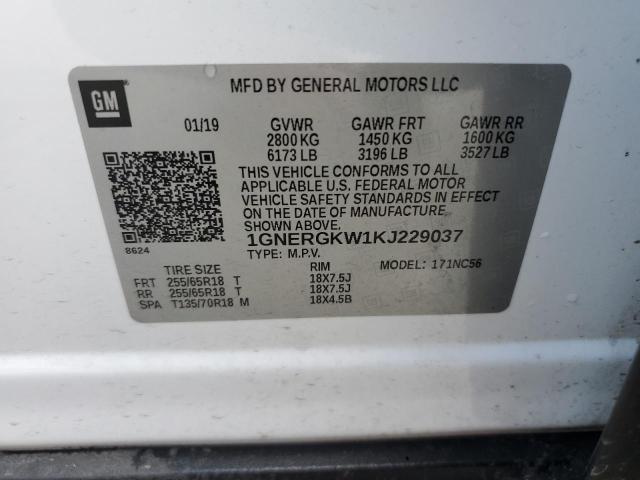 GM
MFD BY GENERAL MOTORS LLC
01/19 GVWR GAWR FRT GAWR RR
2800 KG 1450 KG 1600 KG
6173 LB 3196 LB 3527 LB
THIS VEHICLE CONFORMS TO ALL
APPLICABLE U.S. FEDERAL MOTOR
VEHICLE SAFETY STANDARDS IN EFFECT
ON THE DATE OF MANUFACTURE
SHOWN ABOVE.
1GNERGKW1KJ229037
8624 TYPE: M.P.V. MODEL: 171NC56
TIRE SIZE RIM
FRT 255/65R18 T 18X7.5J
RR 255/65R18 T 18X7.5J
SPA T135/70R18 M 18X4.5B